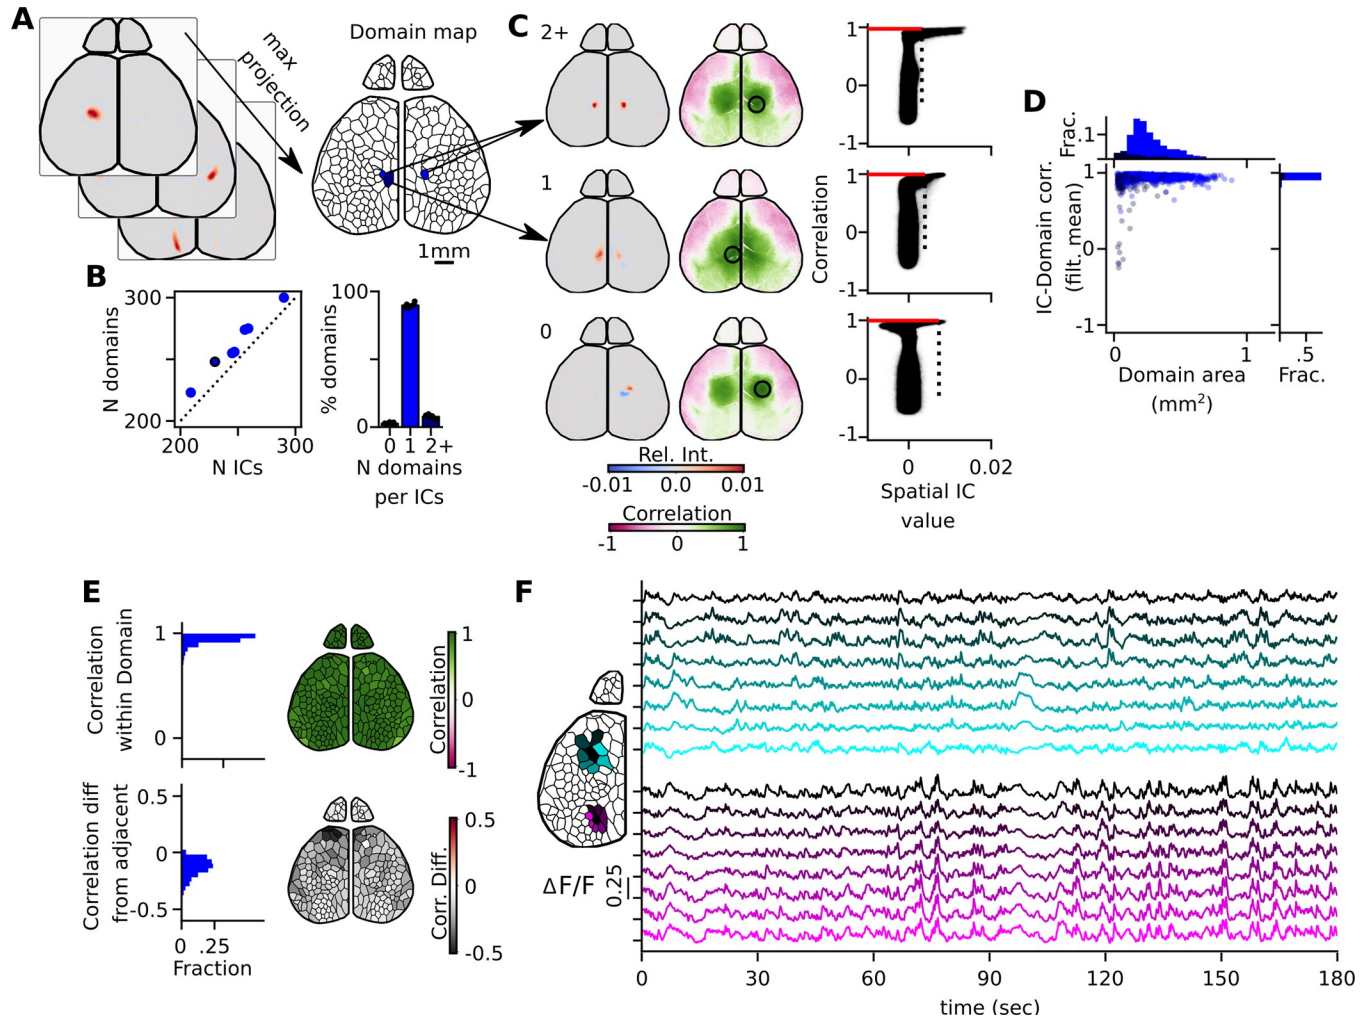 A
max
projection
Domain map
1mm
B
300
200
N domains
200
300
N ICs
100
0
% domains
0
1
2+
N domains
per ICs
C
2+
1
0
Rel. Int.
-0.01
0.0
0.01
Correlation
-1
0
1
1
0
-1
1
0
-1
1
0
-1
Correlation
0
0.02
Spatial IC
value
D
Frac.
.1
1
0
-1
IC-Domain corr.
(filt. mean)
0
1
Domain area
(mm²)
.5
Frac.
E
Correlation
within Domain
1
0
1
0
-1
Correlation
Correlation diff
from adjacent
0.5
0
-0.5
0
.25
Fraction
0.5
0
-0.5
Corr. Diff.
F
ΔF/F
0.25
0
30
60
90
120
150
180
time (sec)